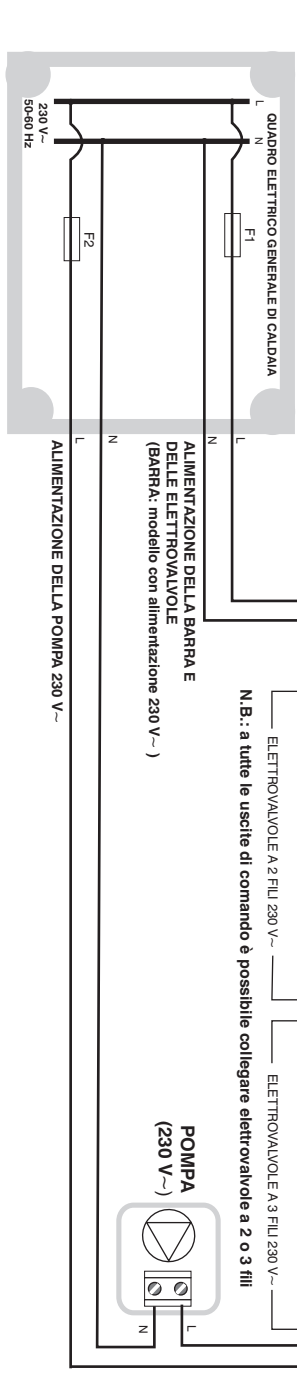 QUADRO ELETTRICO GENERALE DI CALDAIA
L
N
230 V~
50-60 Hz
F1
F2
L
N
ALIMENTAZIONE DELLA BARRA E
DELLE ELETTROVALVOLE
(BARRA: modello con alimentazione 230 V~ )
N
L
ALIMENTAZIONE DELLA POMPA 230 V~
ELETTROVALVOLE A 2 FILI 230 V~
ELETTROVALVOLE A 3 FILI 230 V~
N.B.: a tutte le uscite di comando è possibile collegare elettrovalvole a 2 o 3 fili
POMPA
(230 V~)
L
N